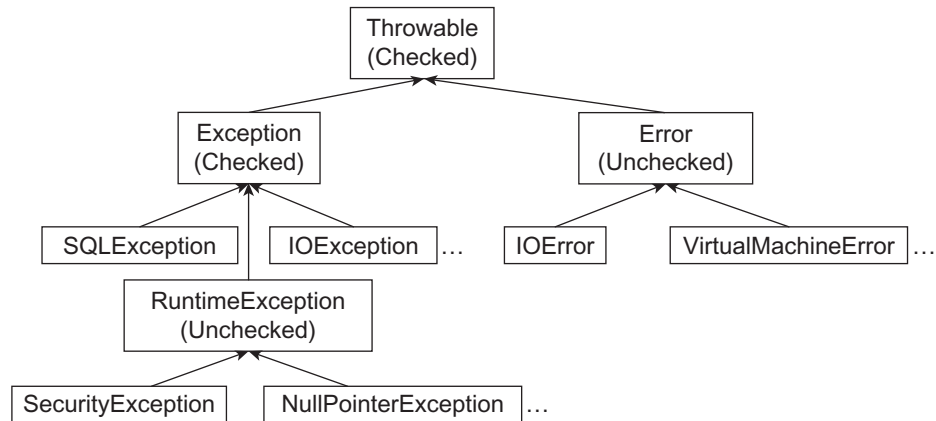 Throwable
(Checked)
Exception
(Checked)
Error
(Unchecked)
SQLException
IOException ...
IOError
VirtualMachineError ...
RuntimeException
(Unchecked)
SecurityException
NullPointerException ...